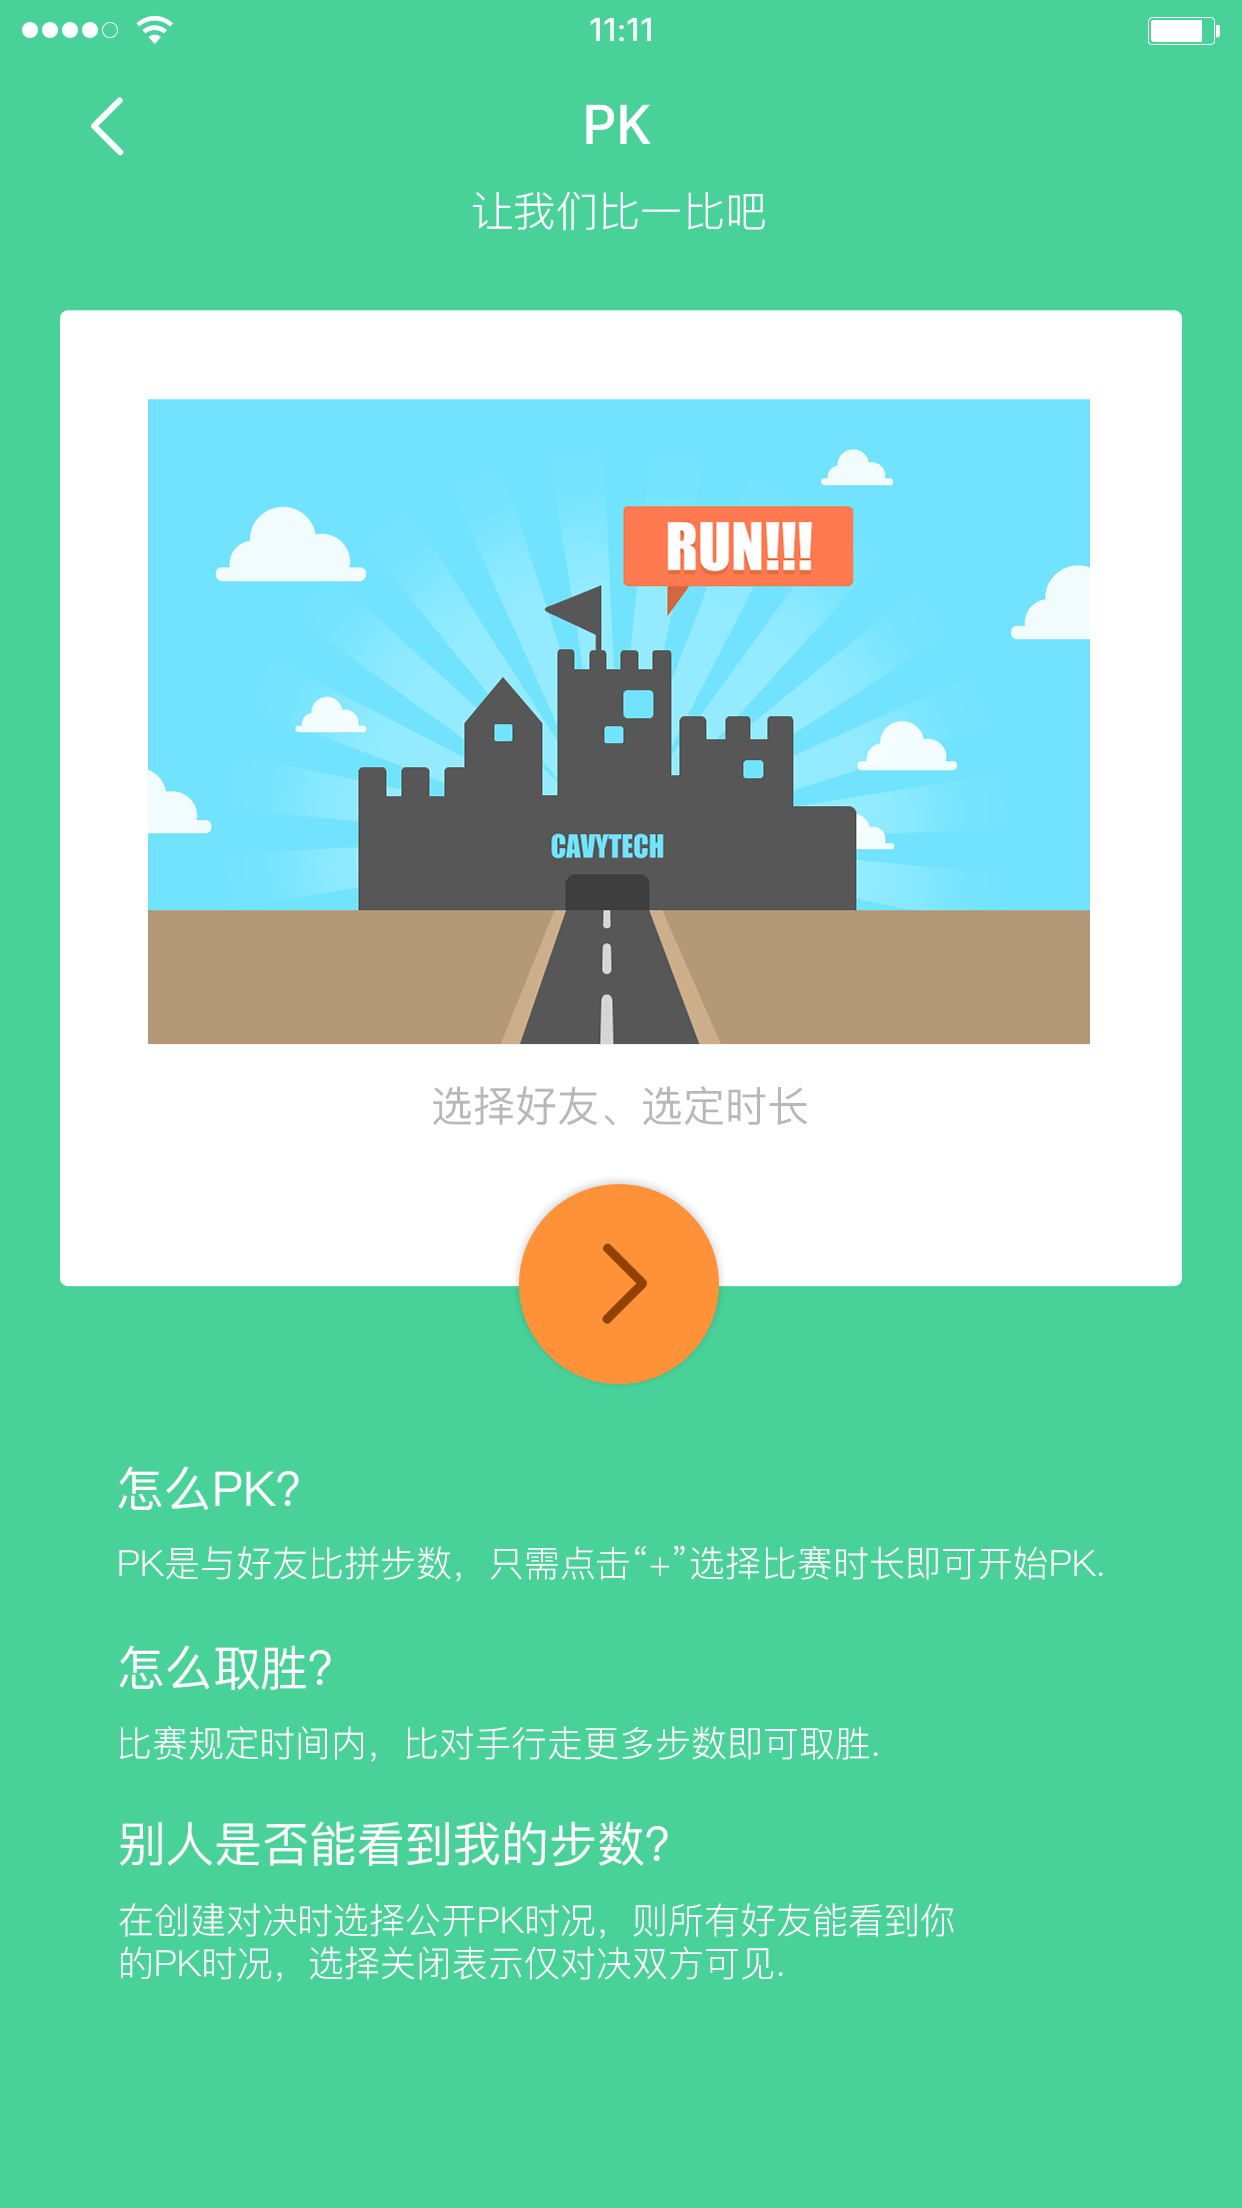 11:11
PK
让我们比一比吧
RUN!!!
CAVYTECH
选择好友、选定时长
怎么PK?
PK是与好友比拼步数，只需点击“+”选择比赛时长即可开始PK.
怎么取胜?
比赛规定时间内，比对手行走更多步数即可取胜.
别人是否能看到我的步数?
在创建对决时选择公开PK时况，则所有好友能看到你
的PK时况，选择关闭表示仅对决双方可见.